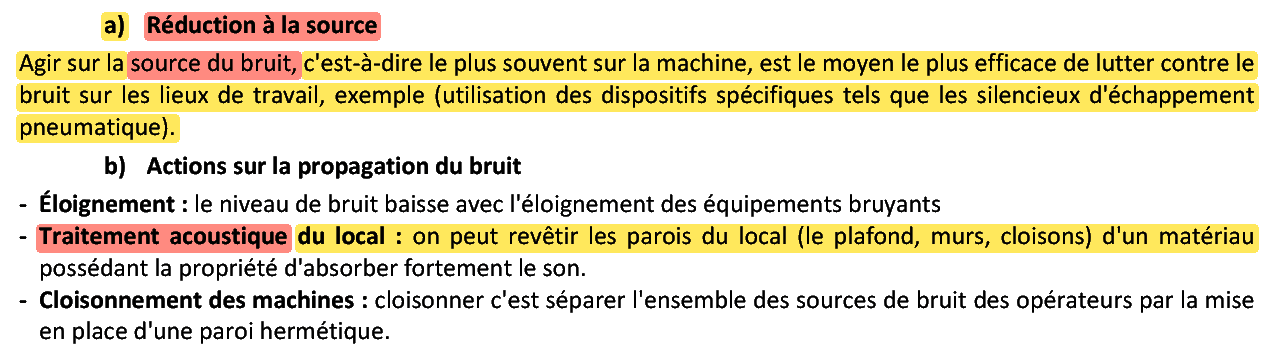 a) Réduction à la source
Agir sur la source du bruit, c'est-à-dire le plus souvent sur la machine, est le moyen le plus efficace de lutter contre le
bruit sur les lieux de travail, exemple (utilisation des dispositifs spécifiques tels que les silencieux d'échappement
pneumatique).
b) Actions sur la propagation du bruit
- Éloignement : le niveau de bruit baisse avec l'éloignement des équipements bruyants
- Traitement acoustique du local : on peut revêtir les parois du local (le plafond, murs, cloisons) d'un matériau
possédant la propriété d'absorber fortement le son.
- Cloisonnement des machines : cloisonner c'est séparer l'ensemble des sources de bruit des opérateurs par la mise
en place d'une paroi hermétique.